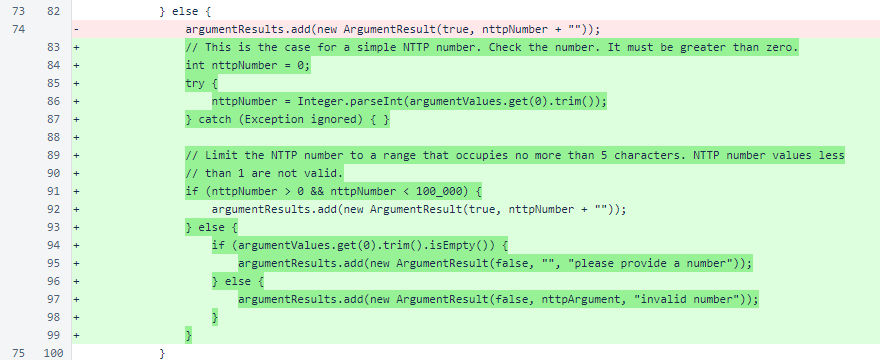 73 82 } else {
74 - argumentResults.add(new ArgumentResult(true, nttpNumber + ""));
83 + // This is the case for a simple NTTP number. Check the number. It must be greater than zero.
84 + int nttpNumber = 0;
85 + try {
86 + nttpNumber = Integer.parseInt(argumentValues.get(0).trim());
87 + } catch (Exception ignored) { }
88 +
89 + // Limit the NTTP number to a range that occupies no more than 5 characters. NTTP number values less
90 + // than 1 are not valid.
91 + if (nttpNumber > 0 && nttpNumber < 100_000) {
92 + argumentResults.add(new ArgumentResult(true, nttpNumber + ""));
93 + } else {
94 + if (argumentValues.get(0).trim().isEmpty()) {
95 + argumentResults.add(new ArgumentResult(false, "", "please provide a number"));
96 + } else {
97 + argumentResults.add(new ArgumentResult(false, nttpArgument, "invalid number"));
98 + }
99 + }
75 100 }